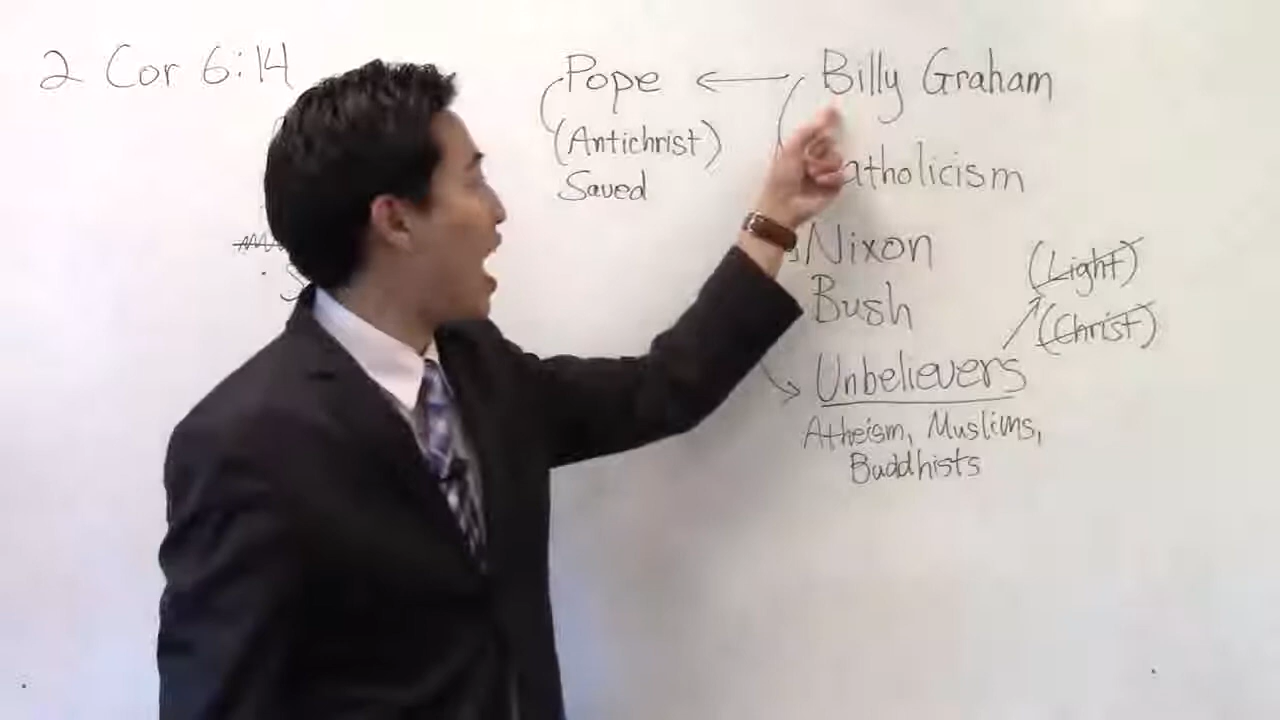 2 Cor 6:14
Pope ← Billy Graham
(Antichrist)
Saved
atholicism
Nixon
Bush
(Light)
(Christ)
Unbelievers
Atheism, Muslims,
Buddhists